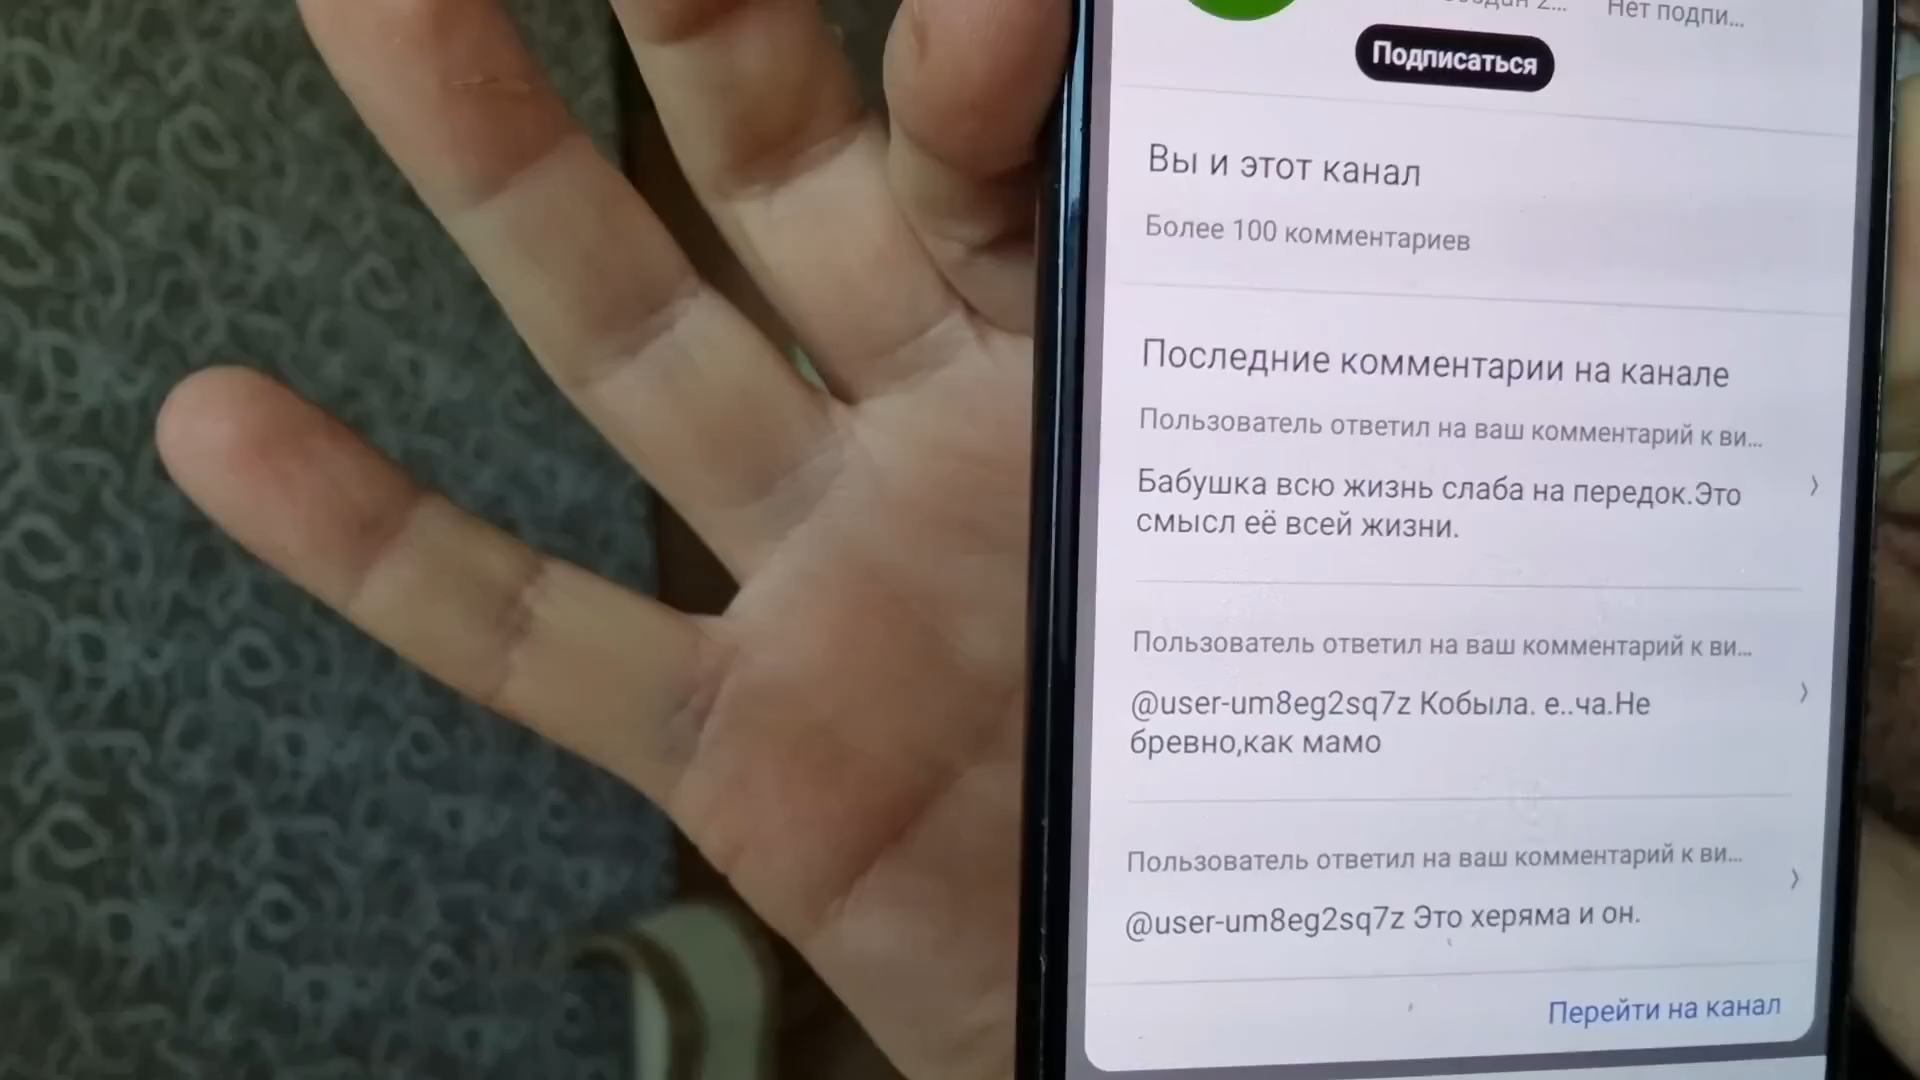 Нет подпи...
Подписаться
Вы и этот канал
Более 100 комментариев
Последние комментарии на канале
Пользователь ответил на ваш комментарий к ви...
Бабушка всю жизнь слаба на передок.Это
смысл её всей жизни.
Пользователь ответил на ваш комментарий к ви...
@user-um8eg2sq7z Кобыла. е..ча.Не
бревно,как мамо
Пользователь ответил на ваш комментарий к ви...
@user-um8eg2sq7z Это херяма и он.
Перейти на канал